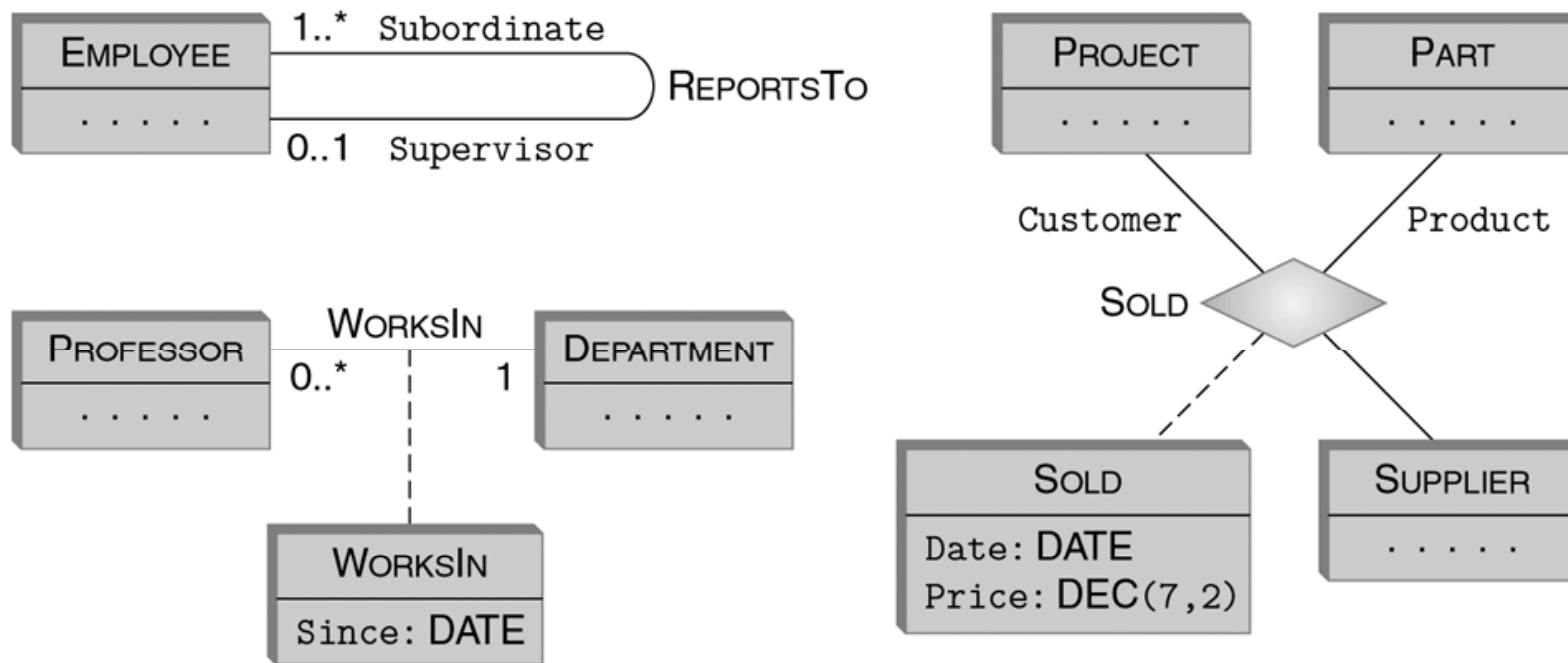 EMPLOYEE
. . . . .
1..* Subordinate
REPORTSTO
0..1 Supervisor
PROFESSOR
. . . . .
WORKSIN
0..* 1
DEPARTMENT
. . . . .
WORKSIN
Since: DATE
PROJECT
. . . . .
PART
. . . . .
Customer
Product
SOLD
SOLD
Date: DATE
Price: DEC(7,2)
SUPPLIER
. . . . .